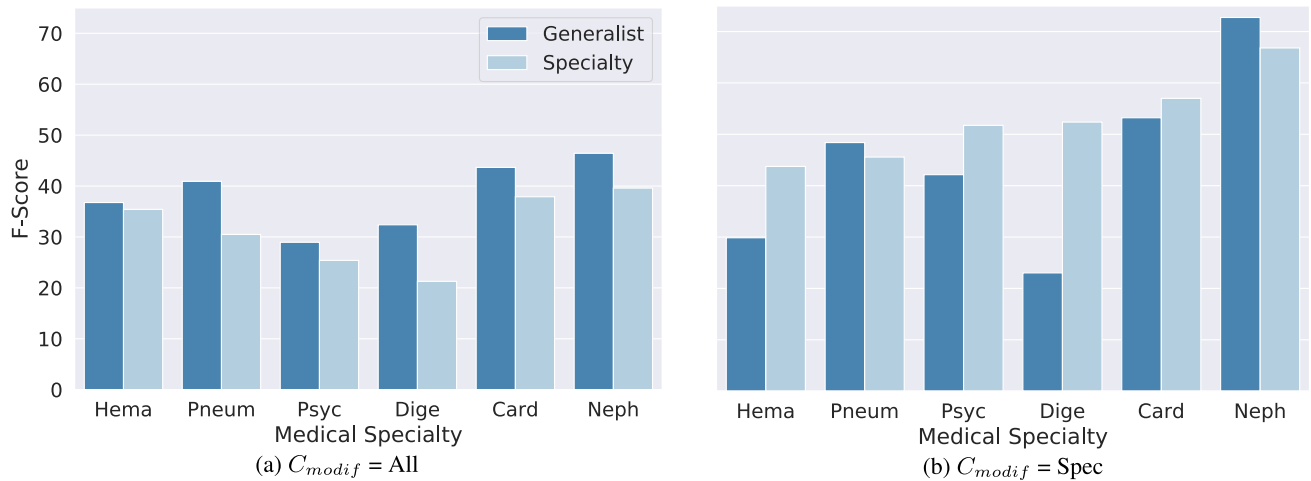 70
60
50
40
30
20
10
0
F-Score
Generalist
Specialty
Hema Pneum Psyc Dige Card Neph
Medical Specialty
(a) C_modif = All
Hema Pneum Psyc Dige Card Neph
Medical Specialty
(b) C_modif = Spec